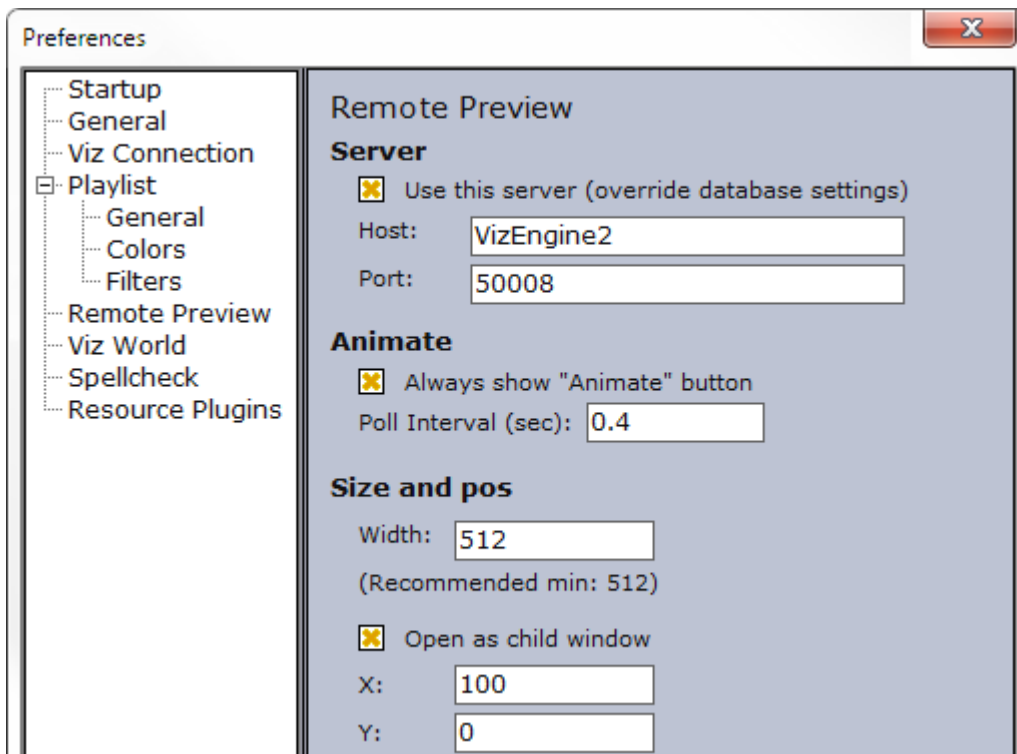 Preferences
Startup
General
Viz Connection
Playlist
General
Colors
Filters
Remote Preview
Viz World
Spellcheck
Resource Plugins
Remote Preview
Server
Use this server (override database settings)
Host: VizEngine2
Port: 50008
Animate
Always show "Animate" button
Poll Interval (sec): 0.4
Size and pos
Width: 512
(Recommended min: 512)
Open as child window
X: 100
Y: 0